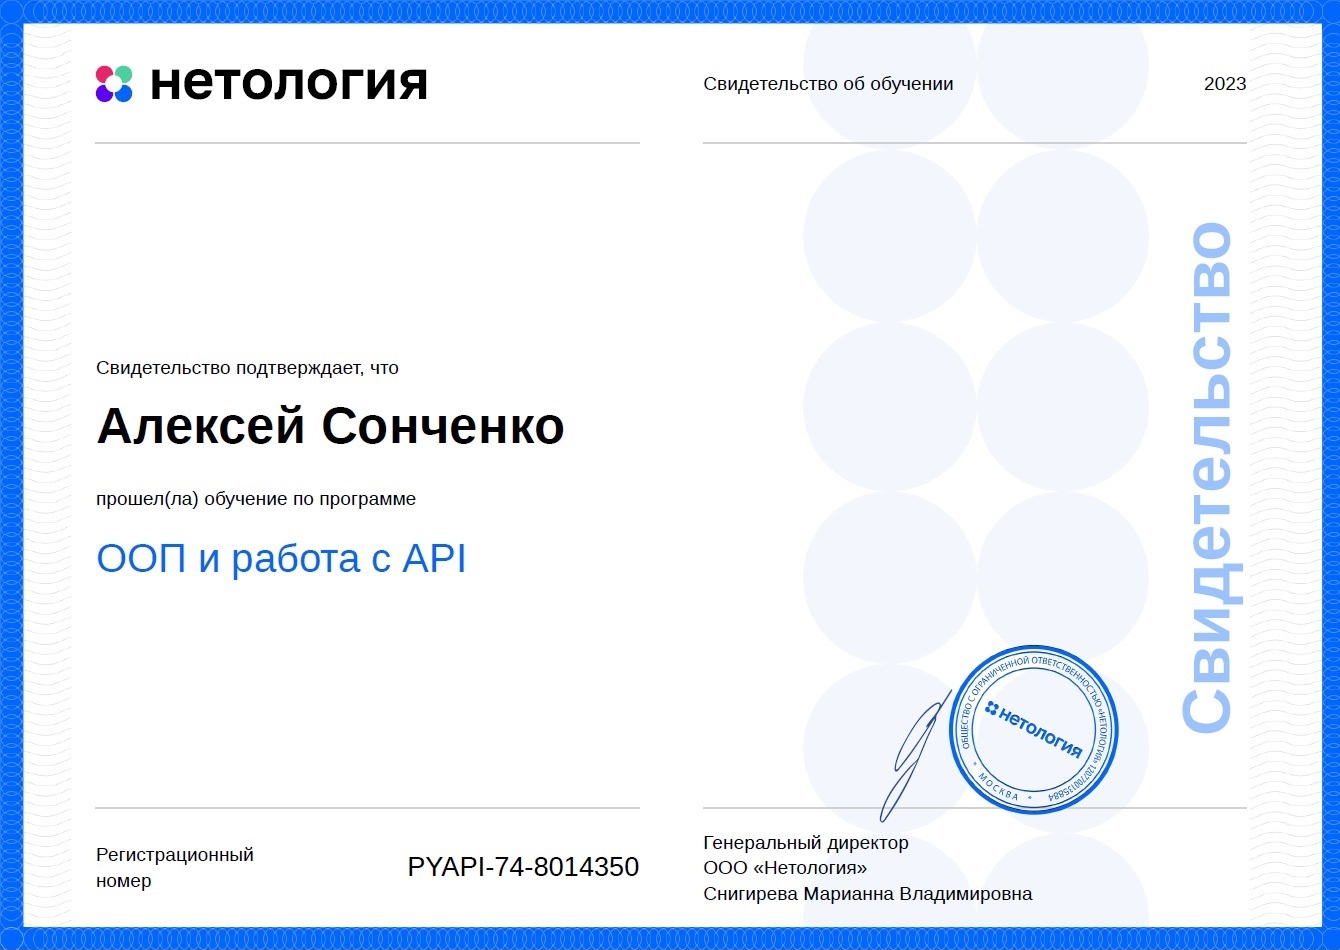 нетология
Свидетельство об обучении
2023
Свидетельство подтверждает, что
Алексей Сонченко
прошел(ла) обучение по программе
ООП и работа с API
Свидетельство
ОБЩЕСТВО С ОГРАНИЧЕННОЙ ОТВЕТСТВЕННОСТЬЮ «НЕТОЛОГИЯ» 1207700135884
* МОСКВА *
нетология
Регистрационный
номер
PYAPI-74-8014350
Генеральный директор
ООО «Нетология»
Снигирева Марианна Владимировна